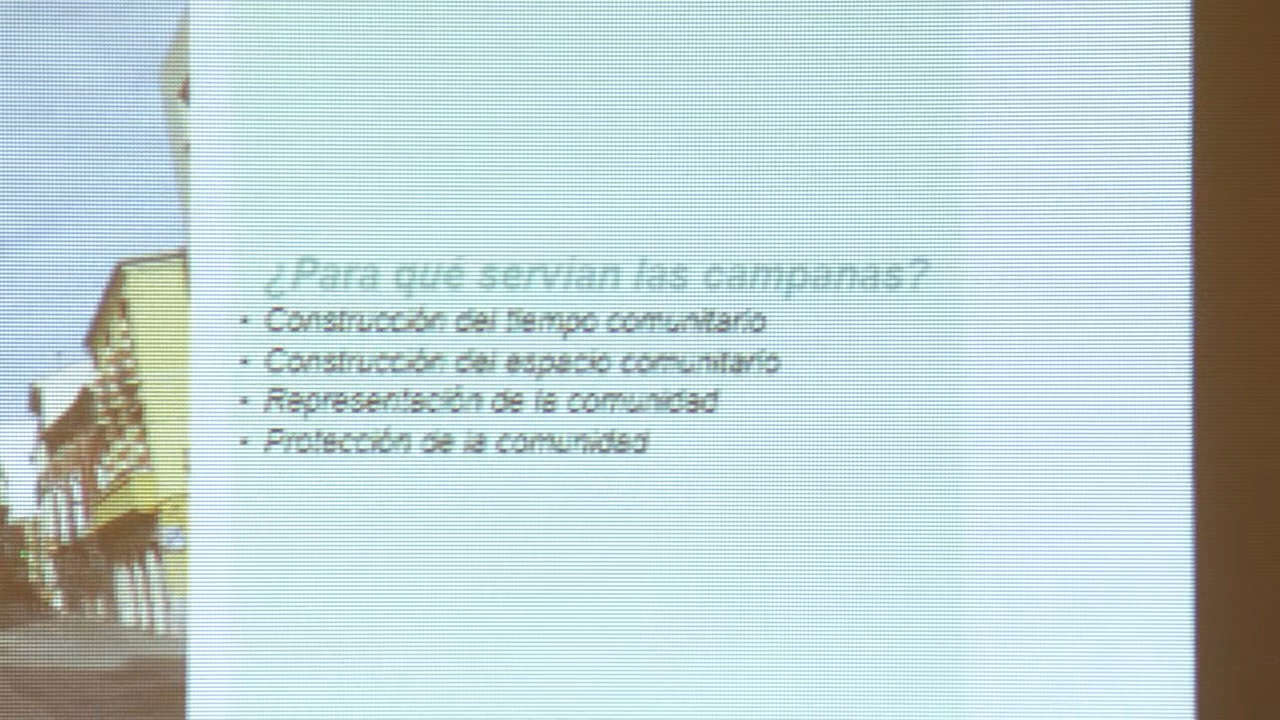 ¿Para qué servían las campanas?
• Construcción del tiempo comunitario
• Construcción del espacio comunitario
• Representación de la comunidad
• Protección de la comunidad